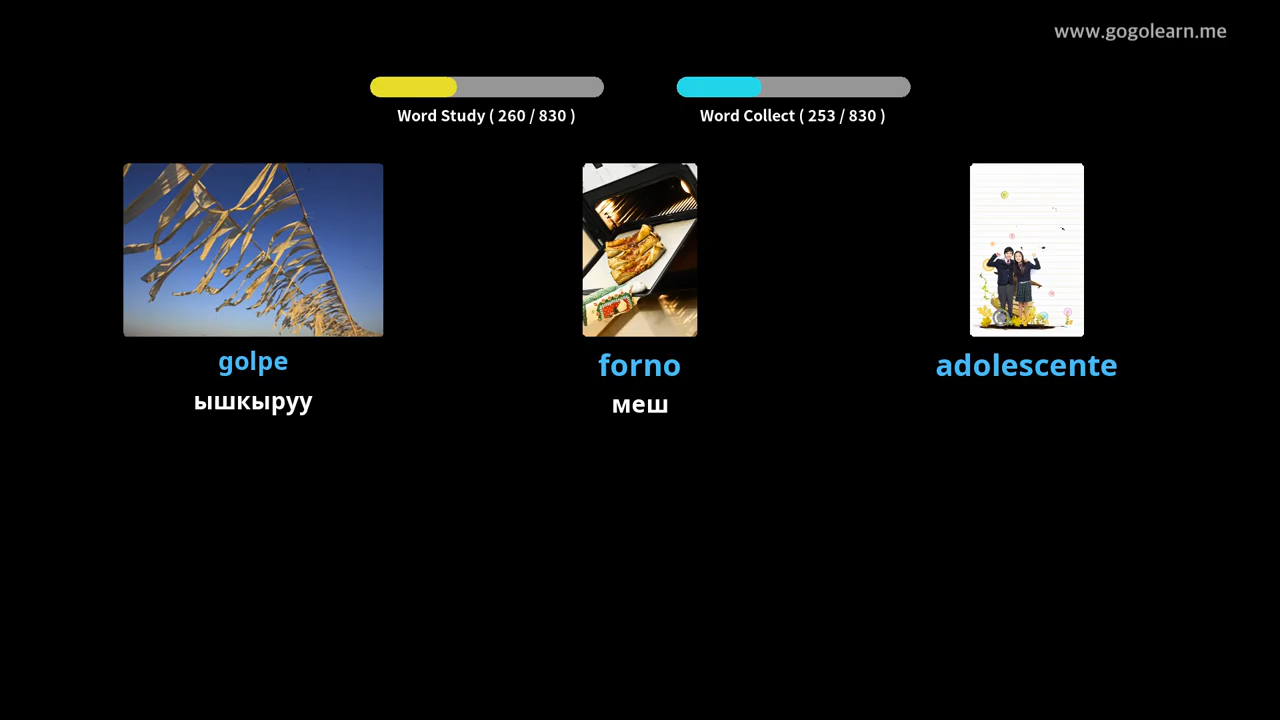 www.gogolearn.me
Word Study ( 260 / 830 )
Word Collect ( 253 / 830 )
golpe
forno
adolescente
ышкыруу
меш